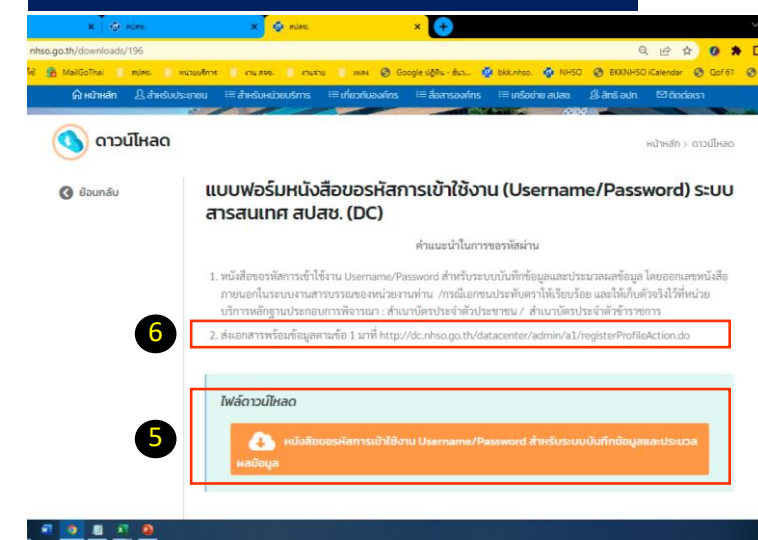 สปสช.
สปสช.
nhso.go.th/downloads/196
MailGoThai
สปสช.
หน่วยบริการ
งาน สจย.
งานร่วม
เพลง
bkk.nhso.
NHSO
BKKNHSO iCalendar
Qof 61
หน้าหลัก
สำหรับประชาชน
สำหรับหน่วยบริการ
เกี่ยวกับองค์กร
สื่อสารองค์กร
เครือข่าย สปสช.
สิทธิ อปท.
ติดต่อเรา
ดาวน์โหลด
หน้าหลัก > ดาวน์โหลด
ย้อนกลับ
แบบฟอร์มหนังสือขอรหัสการเข้าใช้งาน (Username/Password) ระบบ
สารสนเทศ สปสช. (DC)
คำแนะนำในการขอรหัสผ่าน
1. หนังสือขอรหัสการเข้าใช้งาน Username/Password สำหรับระบบบันทึกข้อมูลและประมวลผลข้อมูล โดยออกเลขหนังสือ
ภายนอกในระบบงานสารบรรณของหน่วยงานท่าน /กรณีเอกชนประทับตราให้เรียบร้อย และให้เก็บตัวจริงไว้ที่หน่วย
บริการหลักฐานประกอบการพิจารณา : สำเนาบัตรประจำตัวประชาชน / สำเนาบัตรประจำตัวข้าราชการ
6
2. ส่งเอกสารพร้อมข้อมูลตามข้อ 1 มาที่ http://dc.nhso.go.th/datacenter/admin/a1/registerProfileAction.do
ไฟล์ดาวน์โหลด
5
หนังสือขอรหัสการเข้าใช้งาน Username/Password สำหรับระบบบันทึกข้อมูลและประมวล
ผลข้อมูล